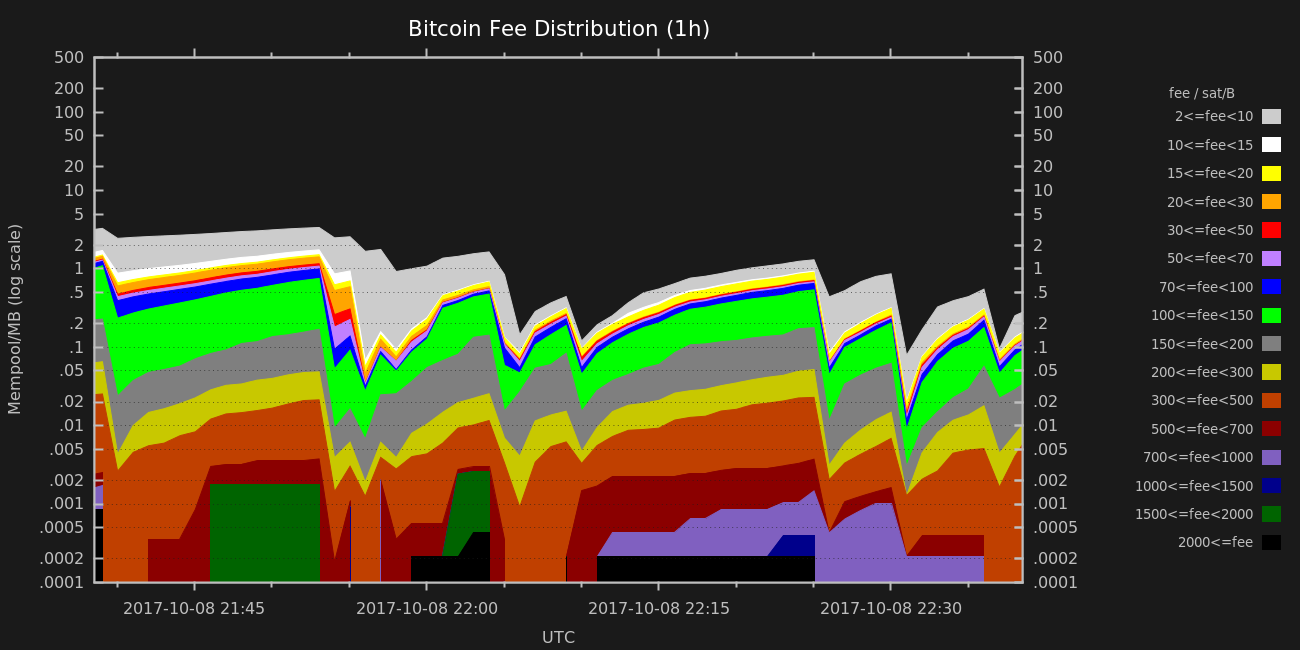 Bitcoin Fee Distribution (1h)
500
200
100
50
20
10
5
2
1
.5
.2
.1
.05
.02
.01
.005
.002
.001
.0005
.0002
.0001
Mempool/MB (log scale)
500
200
100
50
20
10
5
2
1
.5
.2
.1
.05
.02
.01
.005
.002
.001
.0005
.0002
.0001
2017-10-08 21:45
2017-10-08 22:00
2017-10-08 22:15
2017-10-08 22:30
UTC
fee / sat/B
2<=fee<10
10<=fee<15
15<=fee<20
20<=fee<30
30<=fee<50
50<=fee<70
70<=fee<100
100<=fee<150
150<=fee<200
200<=fee<300
300<=fee<500
500<=fee<700
700<=fee<1000
1000<=fee<1500
1500<=fee<2000
2000<=fee